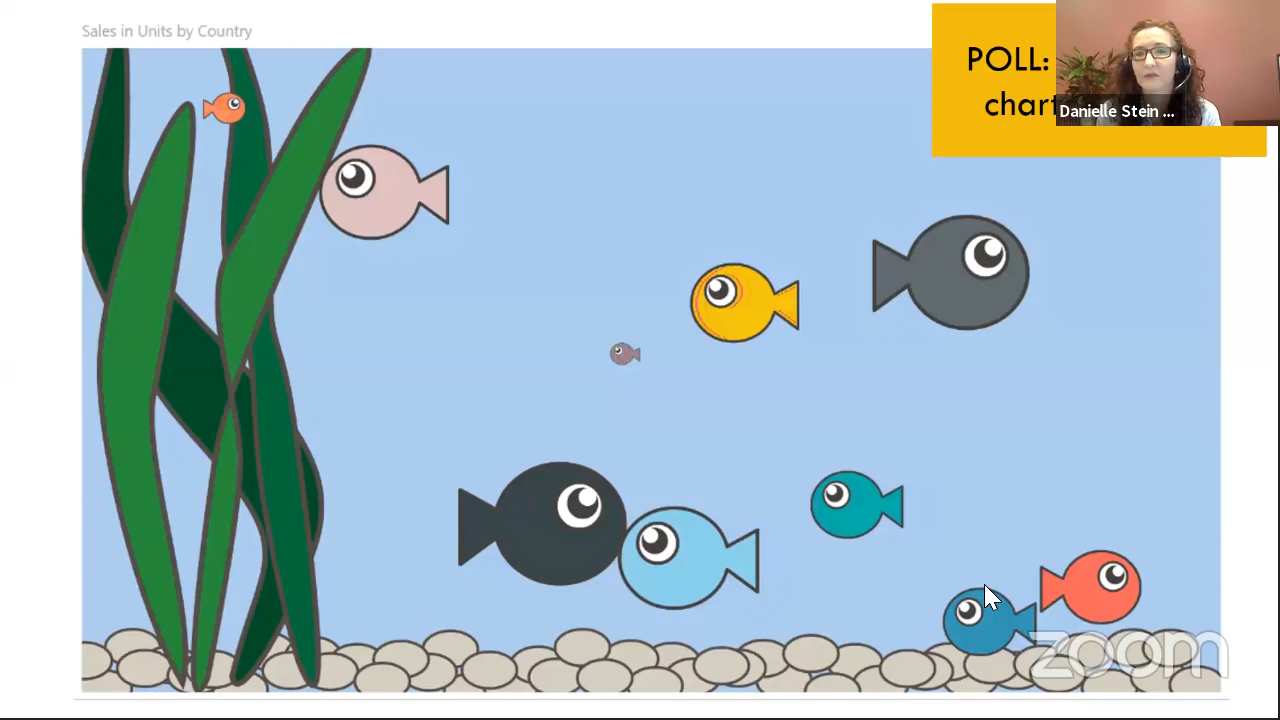 Sales in Units by Country
POLL:
chart
Danielle Stein ...
zoom